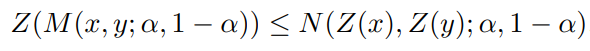 Z(M(x, y; α, 1 − α)) ≤ N(Z(x), Z(y); α, 1 − α)